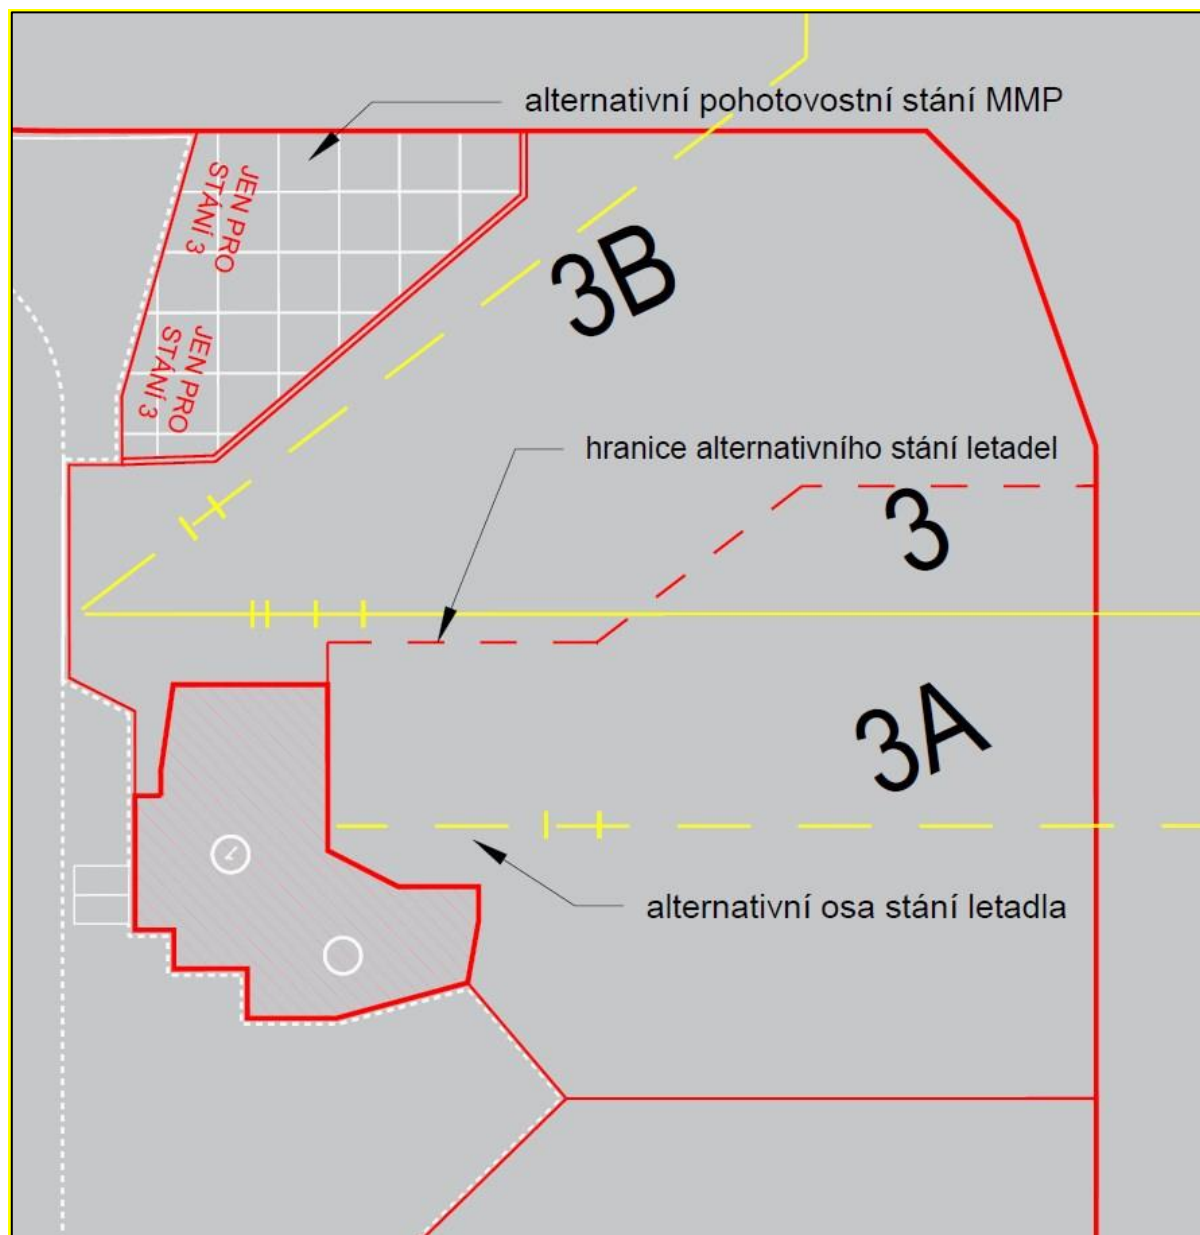 alternativní pohotovostní stání MMP
JEN PRO
STÁNÍ 3
3B
JEN PRO
STÁNÍ 3
hranice alternativního stání letadel
3
3A
1
alternativní osa stání letadla